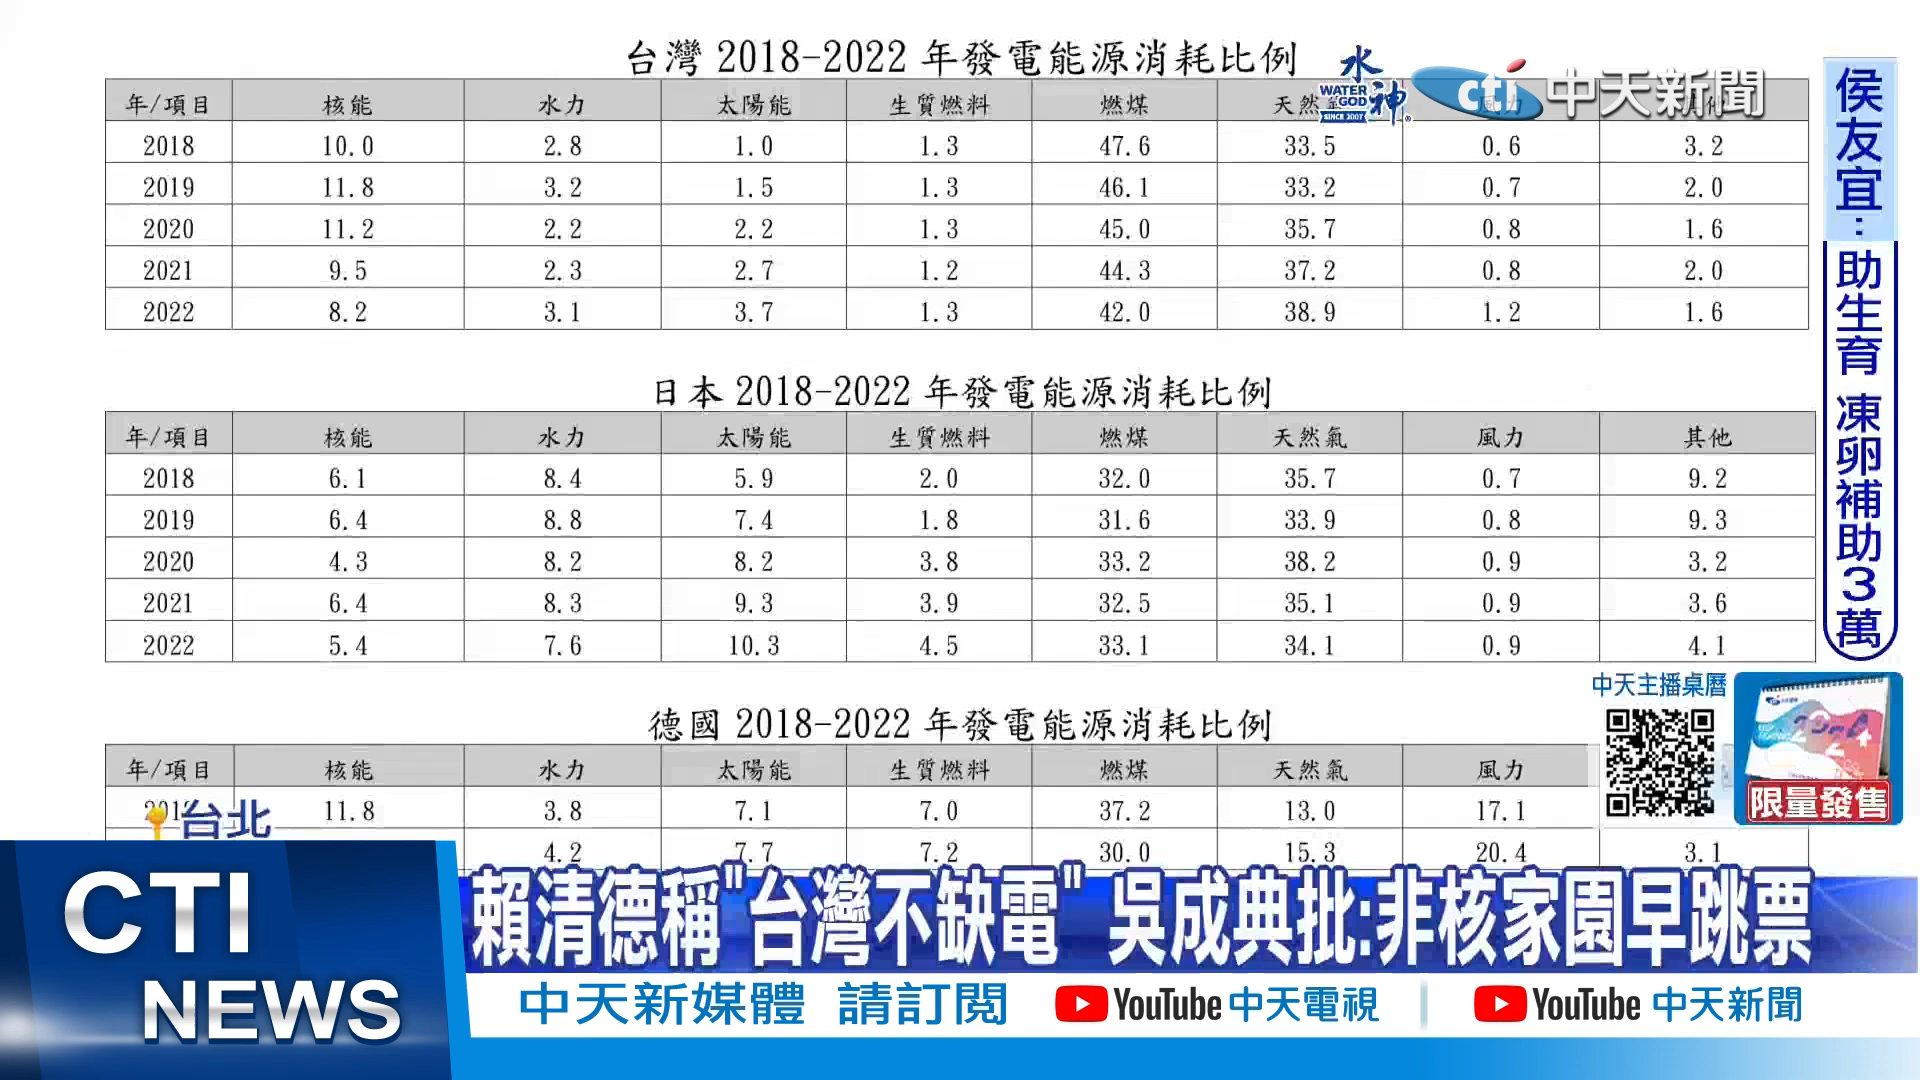 台灣 2018-2022 年發電能源消耗比例
水神
WATER GOD
SINCE 2007
cti 中天新聞
年/項目 核能 水力 太陽能 生質燃料 燃煤 天然氣 風力 其他
2018 10.0 2.8 1.0 1.3 47.6 33.5 0.6 3.2
2019 11.8 3.2 1.5 1.3 46.1 33.2 0.7 2.0
2020 11.2 2.2 2.2 1.3 45.0 35.7 0.8 1.6
2021 9.5 2.3 2.7 1.2 44.3 37.2 0.8 2.0
2022 8.2 3.1 3.7 1.3 42.0 38.9 1.2 1.6
侯友宜:助生育 凍卵補助3萬
日本 2018-2022 年發電能源消耗比例
年/項目 核能 水力 太陽能 生質燃料 燃煤 天然氣 風力 其他
2018 6.1 8.4 5.9 2.0 32.0 35.7 0.7 9.2
2019 6.4 8.8 7.4 1.8 31.6 33.9 0.8 9.3
2020 4.3 8.2 8.2 3.8 33.2 38.2 0.9 3.2
2021 6.4 8.3 9.3 3.9 32.5 35.1 0.9 3.6
2022 5.4 7.6 10.3 4.5 33.1 34.1 0.9 4.1
中天主播桌曆
限量發售
德國 2018-2022 年發電能源消耗比例
年/項目 核能 水力 太陽能 生質燃料 燃煤 天然氣 風力
11.8 3.8 7.1 7.0 37.2 13.0 17.1
4.2 7.7 7.2 30.0 15.3 20.4 3.1
台北
CTI NEWS
賴清德稱"台灣不缺電" 吳成典批:非核家園早跳票
中天新媒體 請訂閱 YouTube 中天電視 | YouTube 中天新聞